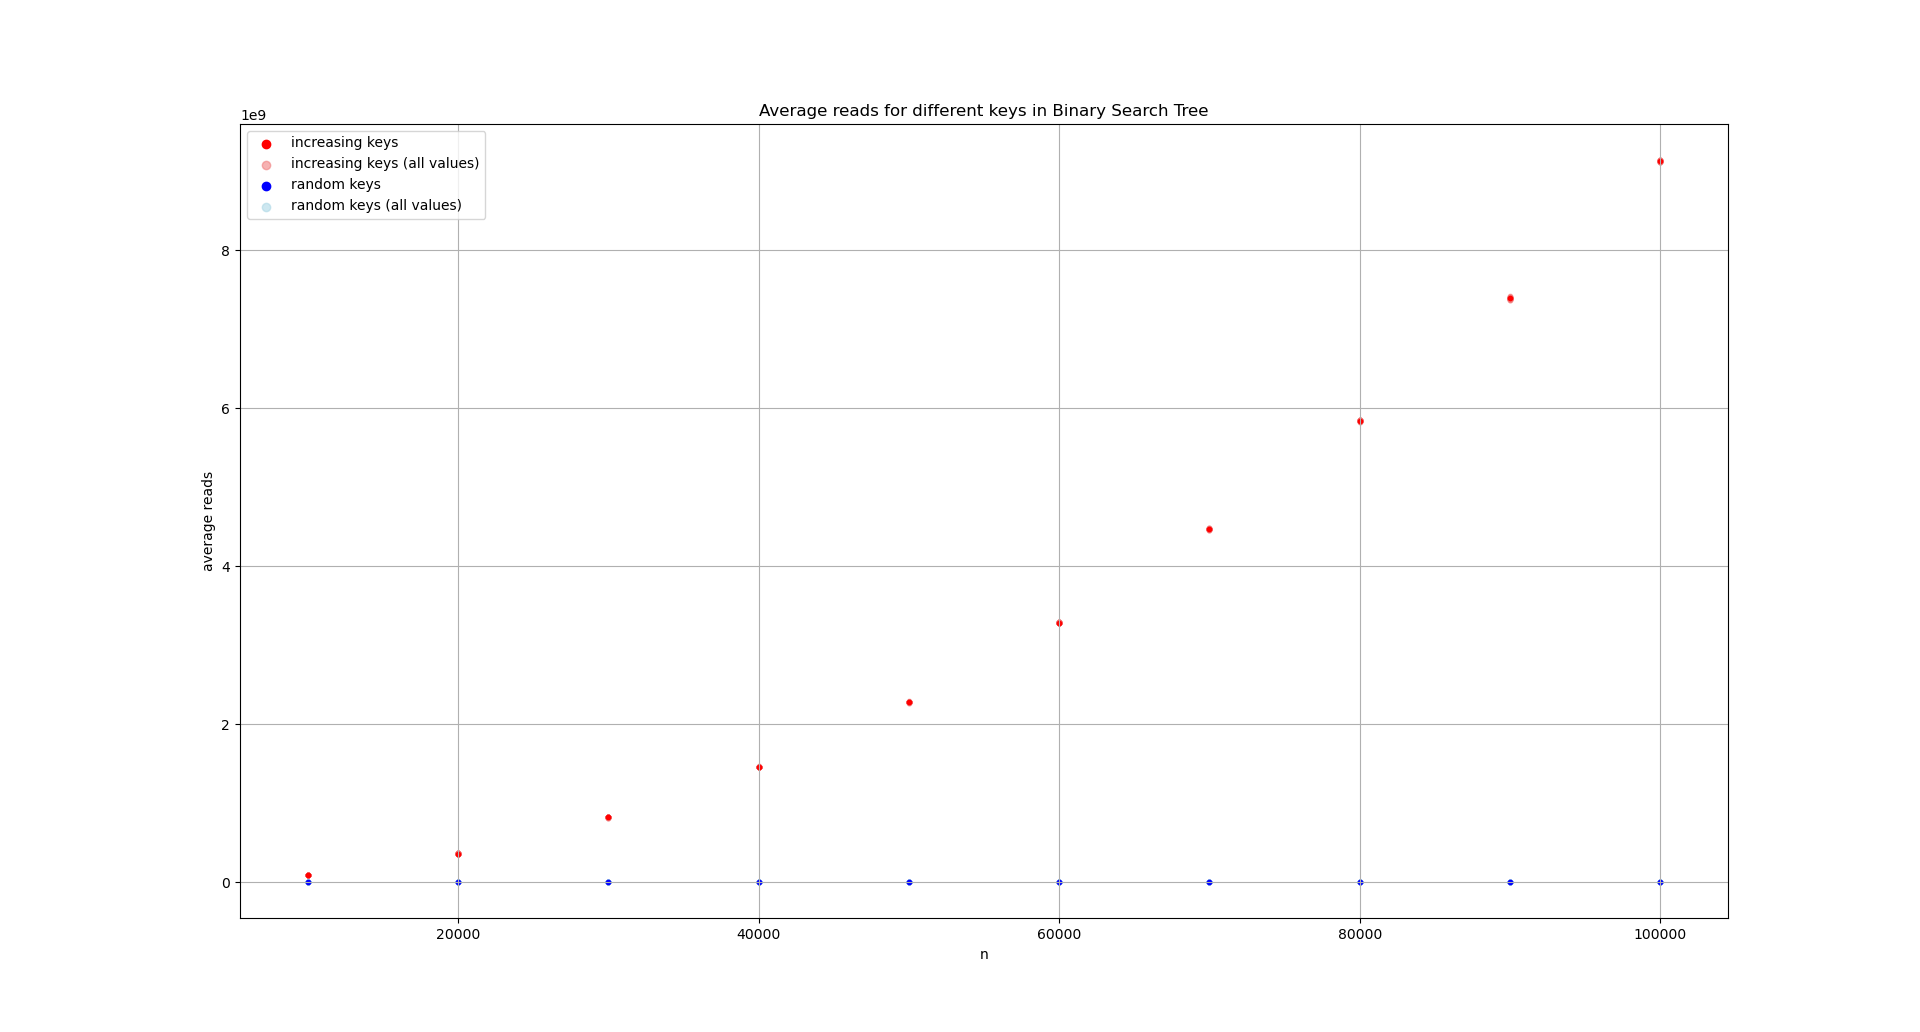 Average reads for different keys in Binary Search Tree
1e9
increasing keys
increasing keys (all values)
random keys
random keys (all values)
8
6
4
2
0
average reads
20000 40000 60000 80000 100000
n